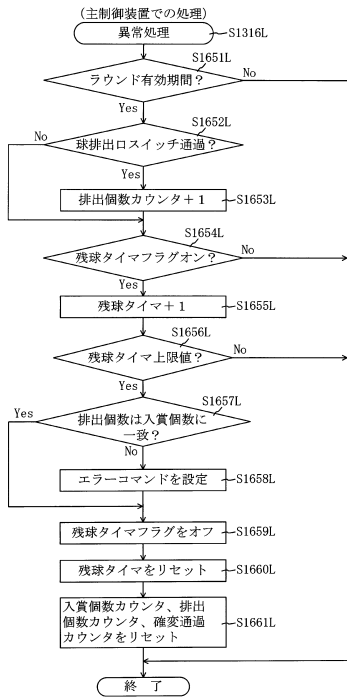 (主制御装置での処理)
異常処理
S1316L
S1651L
ラウンド有効期間?
No
Yes
S1652L
No
球排出口スイッチ通過?
Yes
排出個数カウンタ+1
S1653L
S1654L
残球タイマフラグオン?
No
Yes
残球タイマ+1
S1655L
S1656L
残球タイマ上限値?
No
Yes
S1657L
Yes
排出個数は入賞個数に
一致?
No
エラーコマンドを設定
S1658L
残球タイマフラグをオフ
S1659L
残球タイマをリセット
S1660L
入賞個数カウンタ、排出
個数カウンタ、確変通過
カウンタをリセット
S1661L
終 了